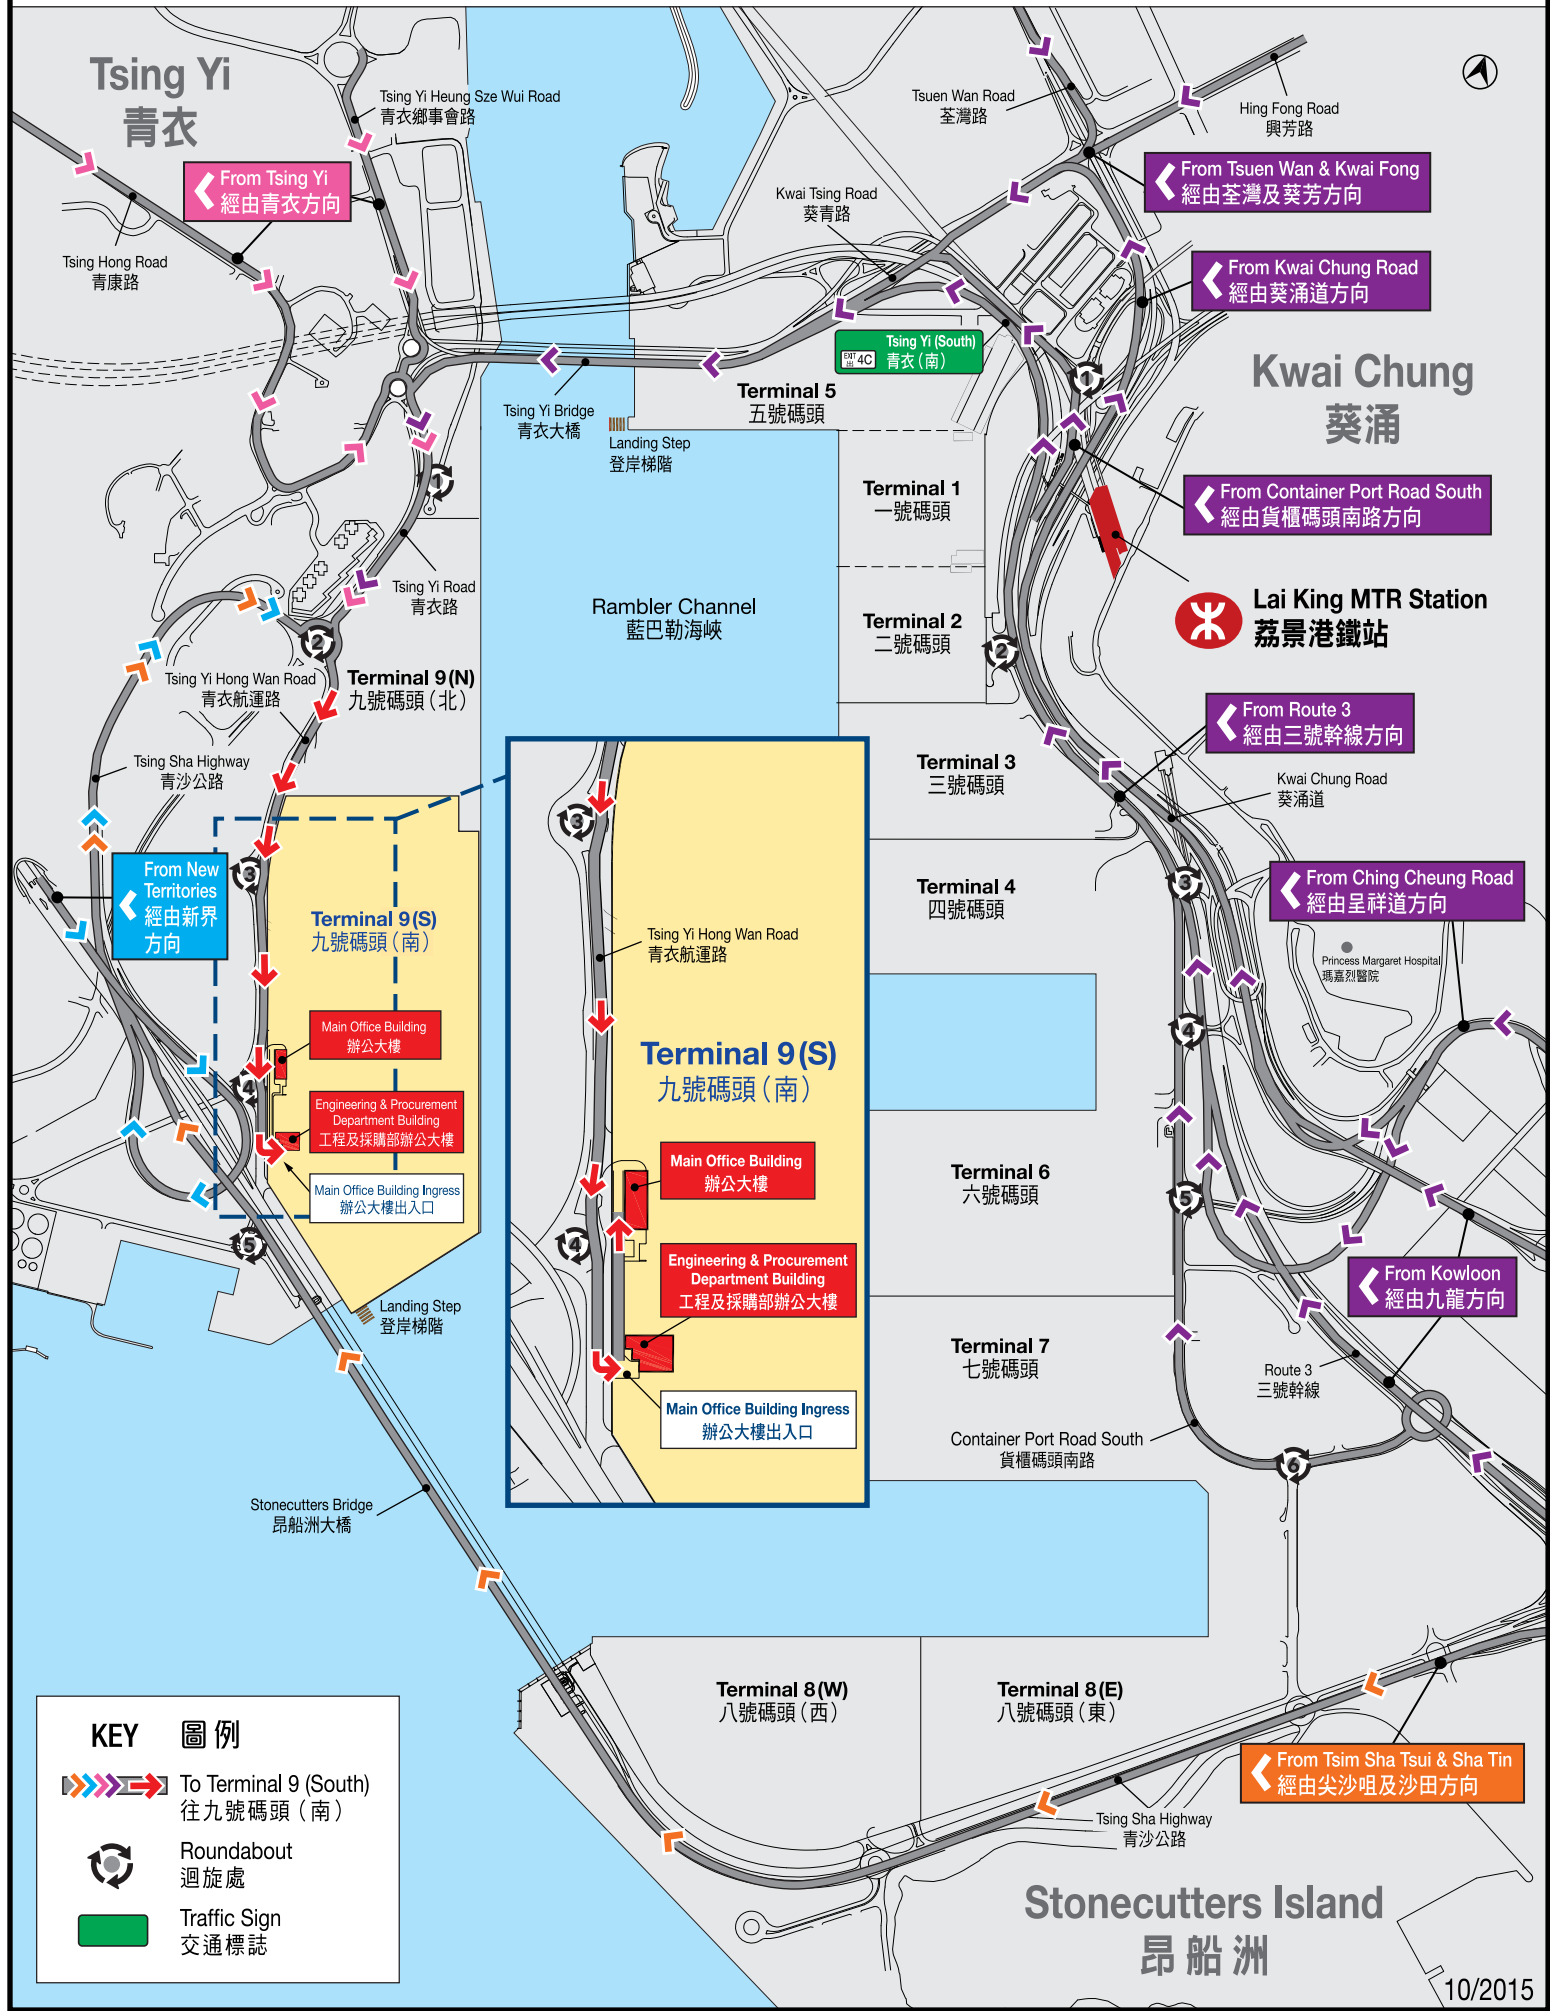 Tsing Yi
青衣
Tsing Yi Heung Sze Wui Road
青衣鄉事會路
From Tsing Yi
經由青衣方向
Tsing Hong Road
青康路
Tsuen Wan Road
荃灣路
Hing Fong Road
興芳路
From Tsuen Wan & Kwai Fong
經由荃灣及葵芳方向
Kwai Tsing Road
葵青路
From Kwai Chung Road
經由葵涌道方向
EXIT
出
4C
Tsing Yi (South)
青衣(南)
Kwai Chung
葵涌
Terminal 5
五號碼頭
Tsing Yi Bridge
青衣大橋
Landing Step
登岸梯階
1
1
Terminal 1
一號碼頭
From Container Port Road South
經由貨櫃碼頭南路方向
Tsing Yi Road
青衣路
Rambler Channel
藍巴勒海峽
Terminal 2
二號碼頭
2
2
Lai King MTR Station
荔景港鐵站
Tsing Yi Hong Wan Road
青衣航運路
Terminal 9(N)
九號碼頭(北)
From Route 3
經由三號幹線方向
Tsing Sha Highway
青沙公路
Terminal 3
三號碼頭
Kwai Chung Road
葵涌道
3
3
3
From New
Territories
經由新界
方向
Terminal 9(S)
九號碼頭(南)
Tsing Yi Hong Wan Road
青衣航運路
Terminal 4
四號碼頭
From Ching Cheung Road
經由呈祥道方向
Princess Margaret Hospital
瑪嘉烈醫院
Main Office Building
辦公大樓
4
4
4
Terminal 9(S)
九號碼頭(南)
Engineering & Procurement
Department Building
工程及採購部辦公大樓
Main Office Building Ingress
辦公大樓出入口
Main Office Building
辦公大樓
Terminal 6
六號碼頭
5
5
Engineering & Procurement
Department Building
工程及採購部辦公大樓
From Kowloon
經由九龍方向
Landing Step
登岸梯階
Terminal 7
七號碼頭
Route 3
三號幹線
Main Office Building Ingress
辦公大樓出入口
Container Port Road South
貨櫃碼頭南路
6
Stonecutters Bridge
昂船洲大橋
Terminal 8(W)
八號碼頭(西)
Terminal 8(E)
八號碼頭(東)
From Tsim Sha Tsui & Sha Tin
經由尖沙咀及沙田方向
Tsing Sha Highway
青沙公路
KEY 圖例
To Terminal 9 (South)
往九號碼頭(南)
Roundabout
迴旋處
Traffic Sign
交通標誌
Stonecutters Island
昂船洲
10/2015